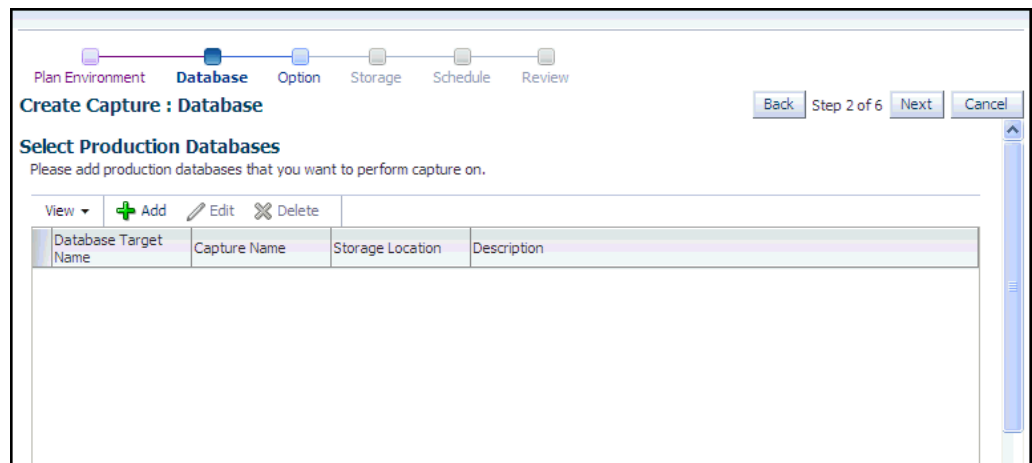 Plan Environment Database Option Storage Schedule Review
Create Capture : Database
Back Step 2 of 6 Next Cancel
Select Production Databases
Please add production databases that you want to perform capture on.
View Add Edit Delete
Database Target
Name
Capture Name
Storage Location
Description